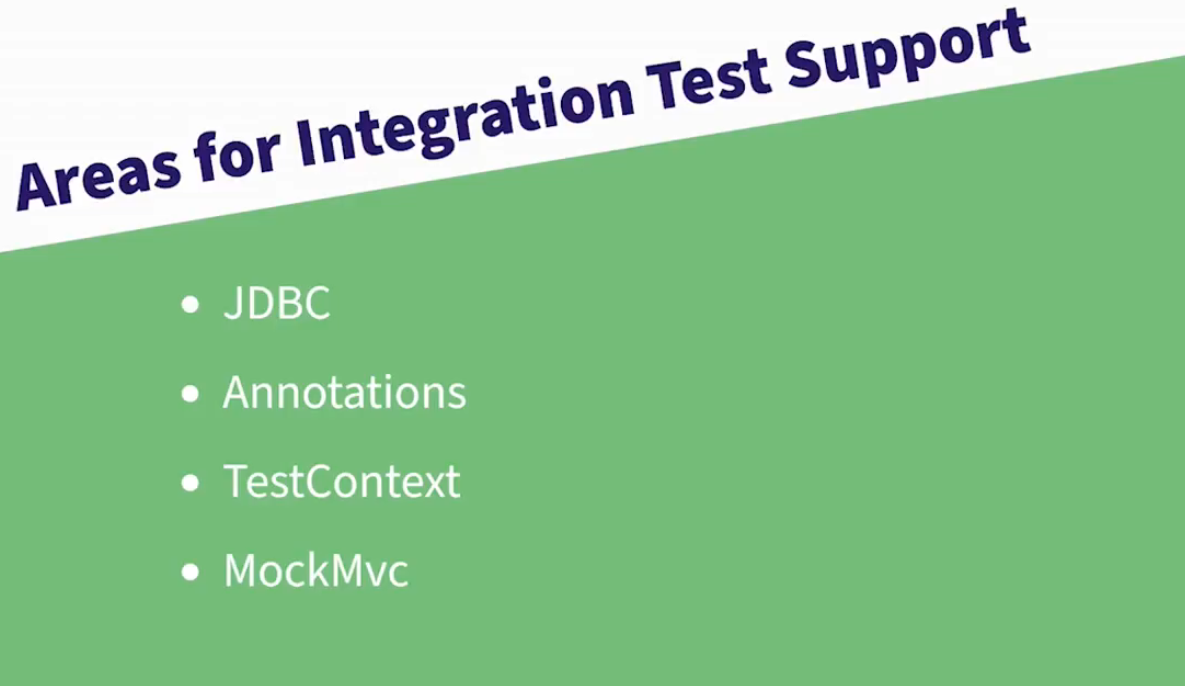 Areas for Integration Test Support
JDBC
Annotations
TestContext
MockMvc